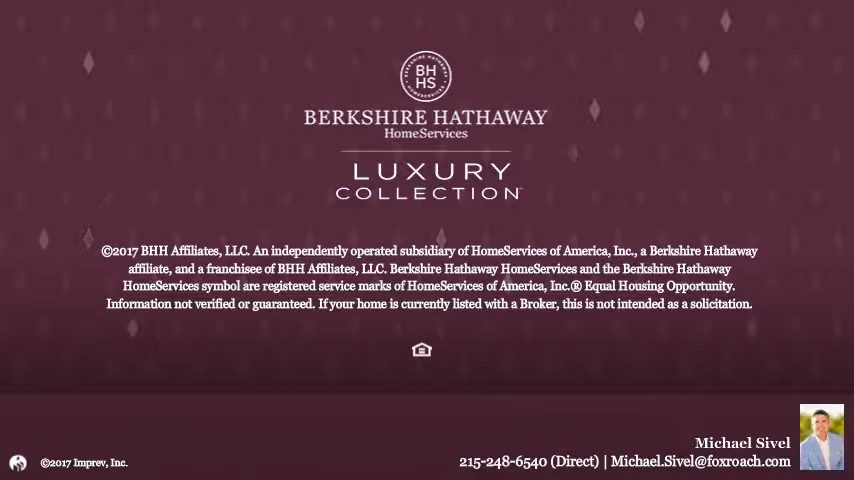 BERKSHIRE HATHAWAY HOMESERVICES
BH
HS
BERKSHIRE HATHAWAY
HomeServices
LUXURY
COLLECTION
©2017 BHH Affiliates, LLC. An independently operated subsidiary of HomeServices of America, Inc., a Berkshire Hathaway
affiliate, and a franchisee of BHH Affiliates, LLC. Berkshire Hathaway HomeServices and the Berkshire Hathaway
HomeServices symbol are registered service marks of HomeServices of America, Inc.® Equal Housing Opportunity.
Information not verified or guaranteed. If your home is currently listed with a Broker, this is not intended as a solicitation.
Michael Sivel
215-248-6540 (Direct) | Michael.Sivel@foxroach.com
©2017 Imprev, Inc.